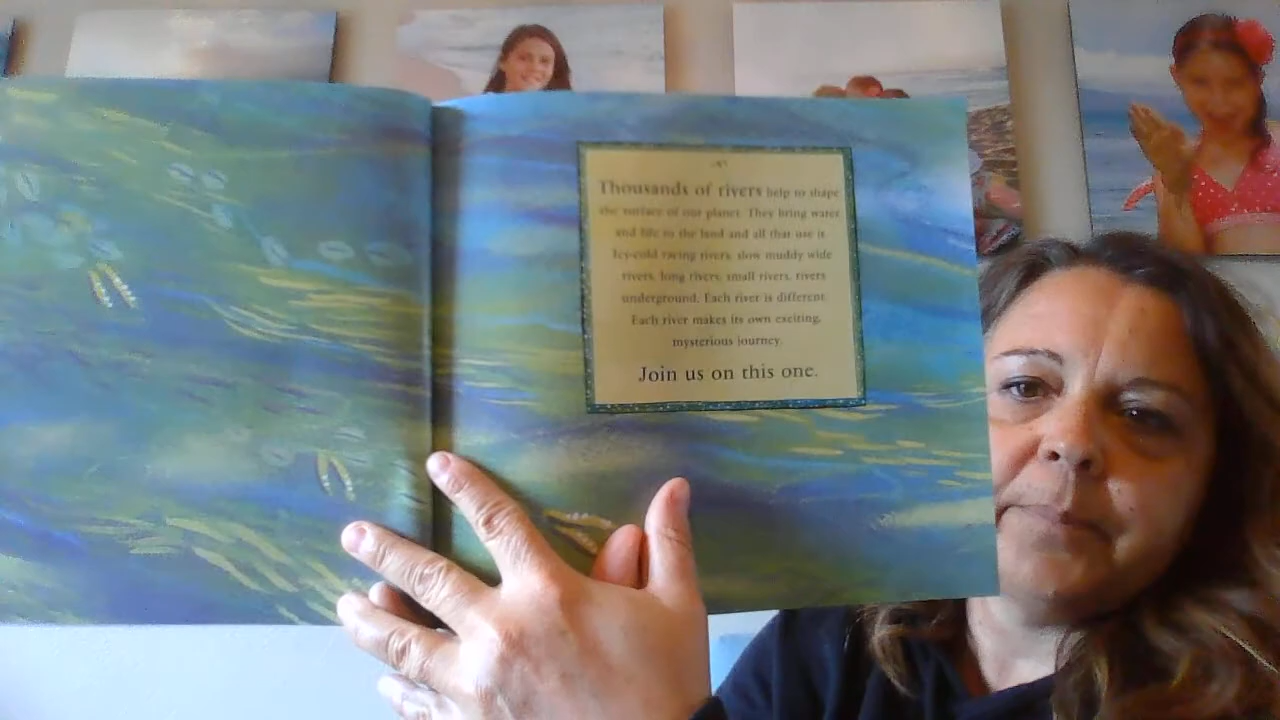 Thousands of rivers help to shape
the surface of our planet. They bring water
and life to the land and all that use it.
Icy-cold racing rivers, slow muddy wide
rivers, long rivers, small rivers, rivers
underground. Each river is different.
Each river makes its own exciting,
mysterious journey.
Join us on this one.